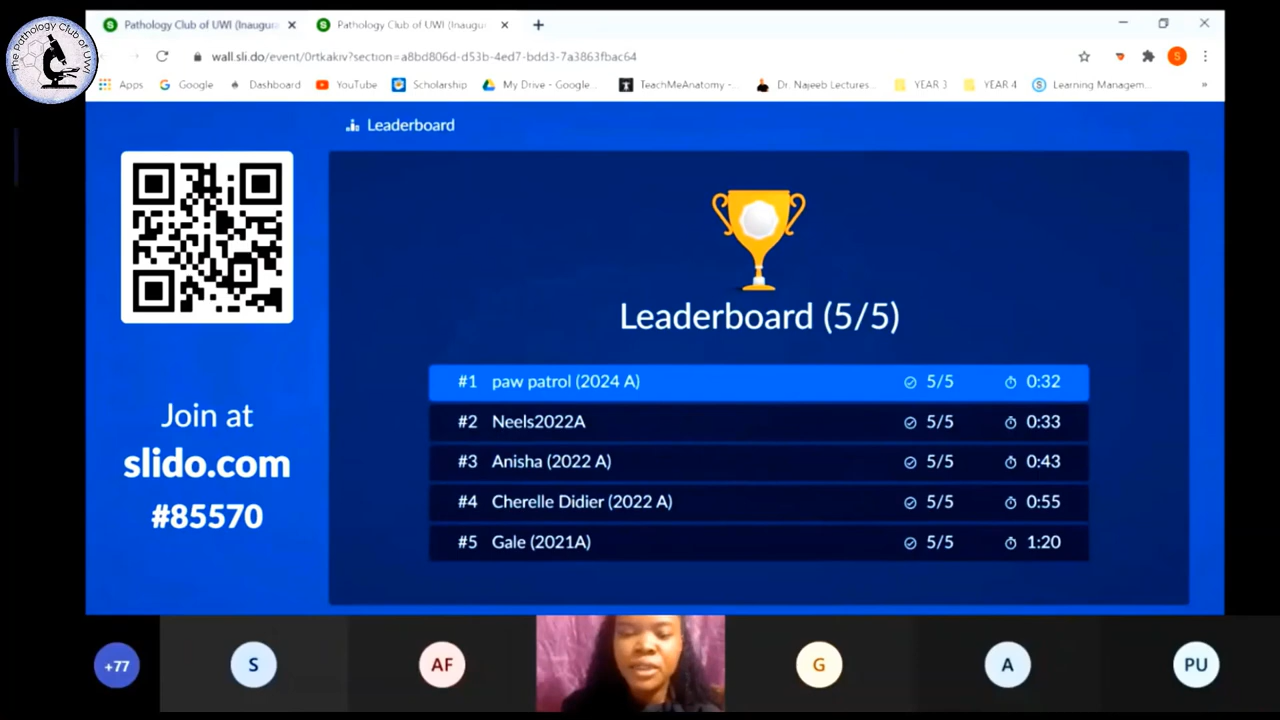 The Pathology Club of UWI
Pathology Club of UWI (Inaugura
Pathology Club of UWI (Inaugu
wall.sli.do/event/0rtkakiv?section=a8bd806d-d53b-4ed7-bdd3-7a3863fbac64
S
Apps
Google
Dashboard
YouTube
Scholarship
My Drive - Google...
TeachMeAnatomy -...
Dr. Najeeb Lectures...
YEAR 3
YEAR 4
Learning Managem...
»
Leaderboard
Leaderboard (5/5)
#1 paw patrol (2024 A) 5/5 0:32
#2 Neels2022A 5/5 0:33
#3 Anisha (2022 A) 5/5 0:43
#4 Cherelle Didier (2022 A) 5/5 0:55
#5 Gale (2021A) 5/5 1:20
Join at
slido.com
#85570
+77
S
AF
G
A
PU